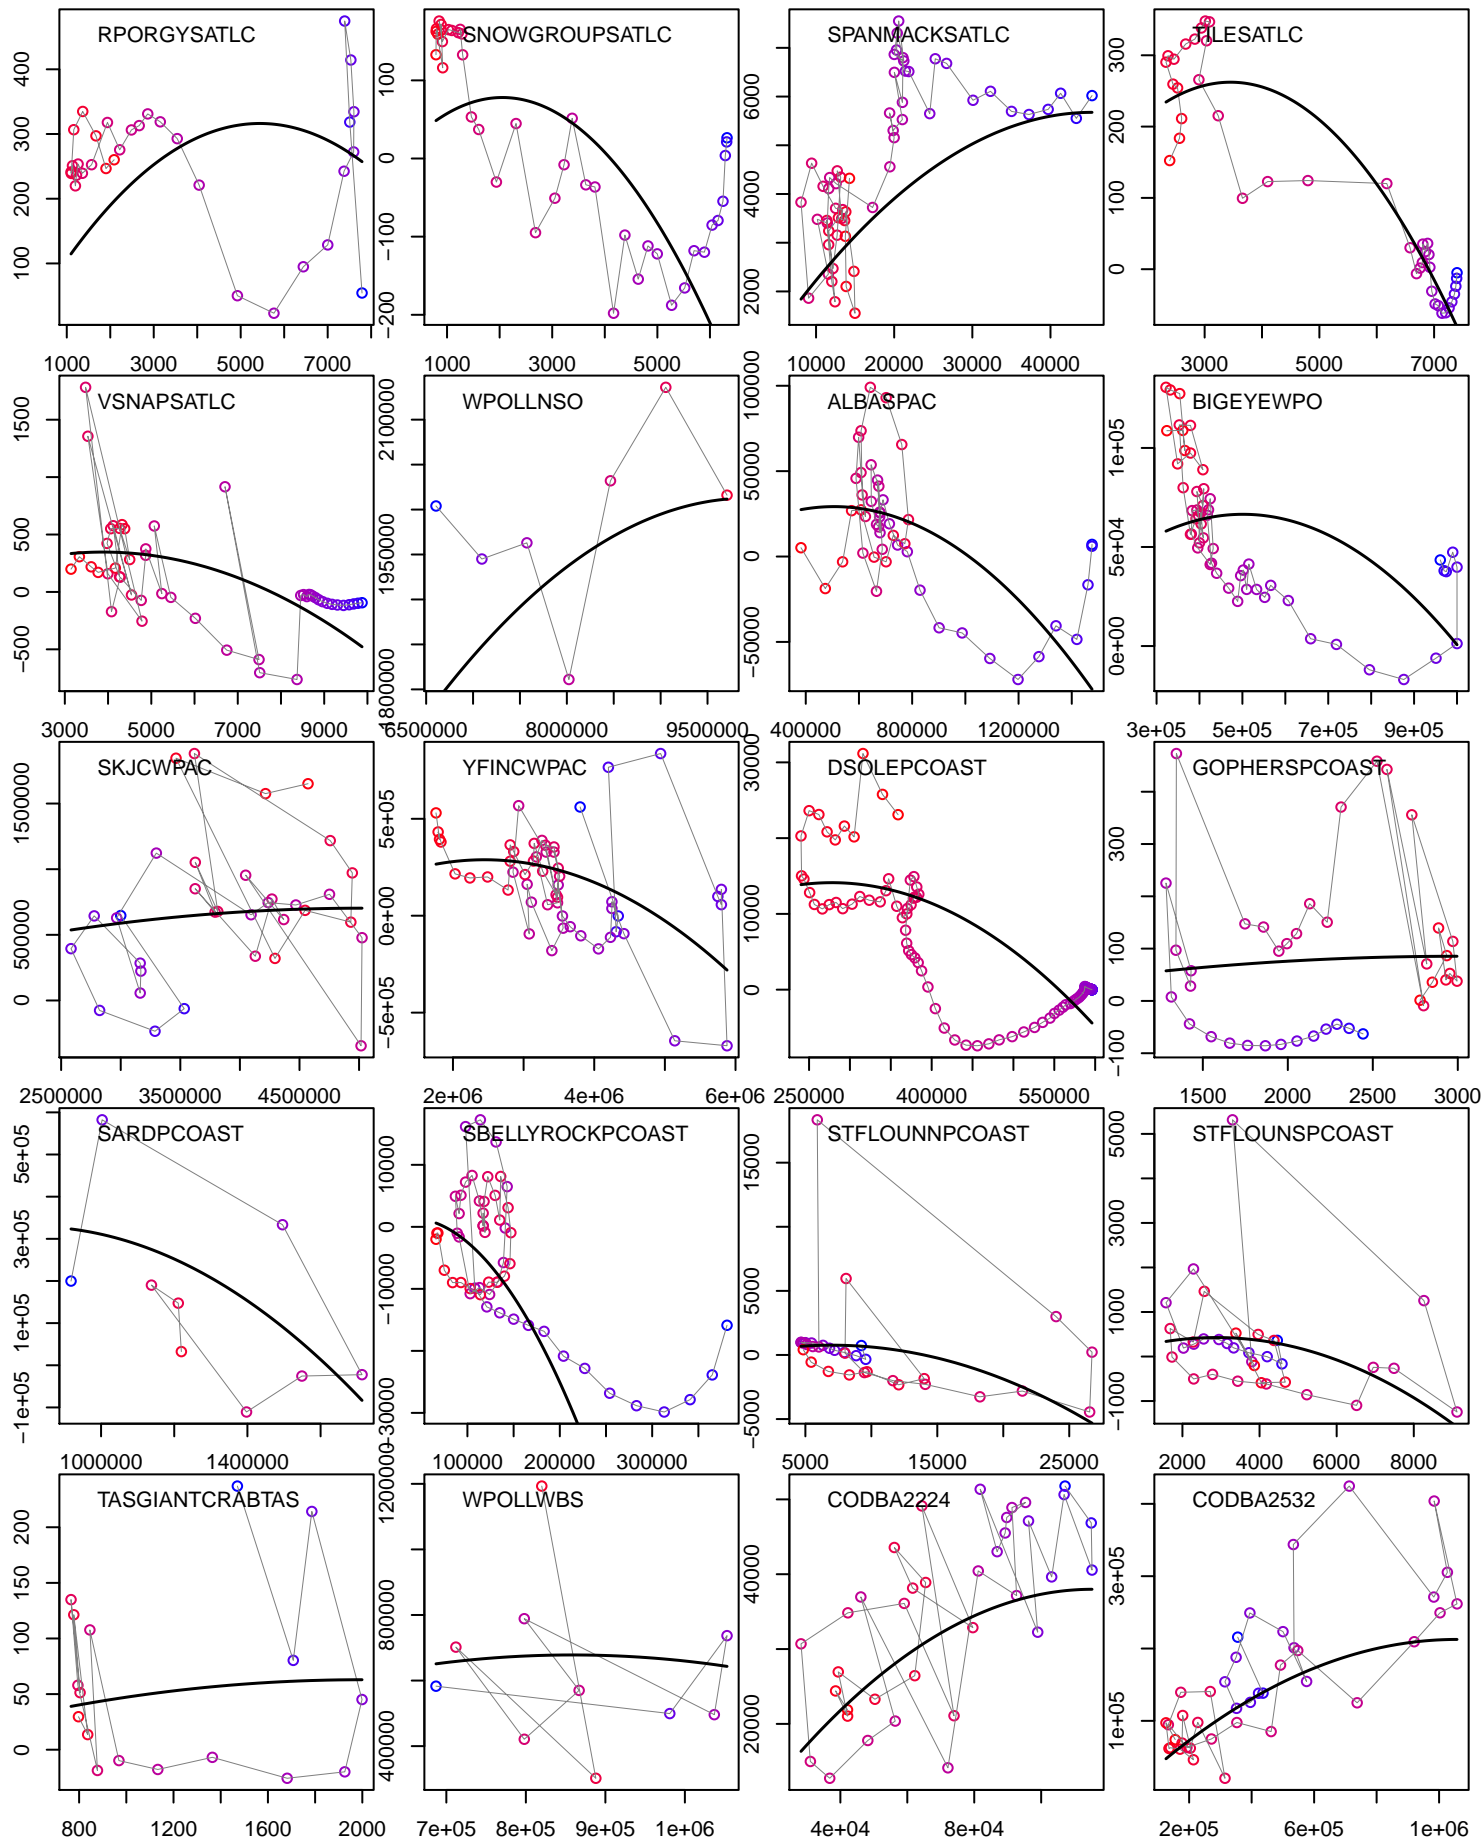 RPORGYSATLC SNOWGROUPSATLC SPANMACKSATLC TILESATLC
100 200 300 400
-200 -100 0 100
2000 4000 6000
0 100 200 300
1000 3000 5000 7000
1000 3000 5000
10000 20000 30000 40000
3000 5000 7000
VSNAPSATLC WPOLLNSO ALBASPAC BIGEYEWPO
-500 0 500 1500
1800000 1950000 2100000
-50000 0 50000 100000
0e+00 5e+04 1e+05
3000 5000 7000 9000
6500000 8000000 9500000
400000 800000 1200000
3e+05 5e+05 7e+05 9e+05
SKJCWPAC YFINCWPAC DSOLEPCOAST GOPHERSPCOAST
0 500000 1500000
-5e+05 0e+00 5e+05
0 10000 30000
-100 0 100 300
2500000 3500000 4500000
2e+06 4e+06 6e+06
250000 400000 550000
1500 2000 2500 3000
SARDPCOAST SBELLYROCKPCOAST STFLOUNNPCOAST STFLOUNSPCOAST
-1e+05 1e+05 3e+05 5e+05
-30000 -10000 0 10000
-5000 5000 15000
-1000 1000 3000 5000
1000000 1400000
100000 200000 300000
5000 15000 25000
2000 4000 6000 8000
TASGIANTCRABTAS WPOLLWBS CODBA2224 CODBA2532
0 50 100 150 200
400000 800000 1200000
20000 40000
1e+05 3e+05
800 1200 1600 2000
7e+05 8e+05 9e+05 1e+06
4e+04 8e+04
2e+05 6e+05 1e+06